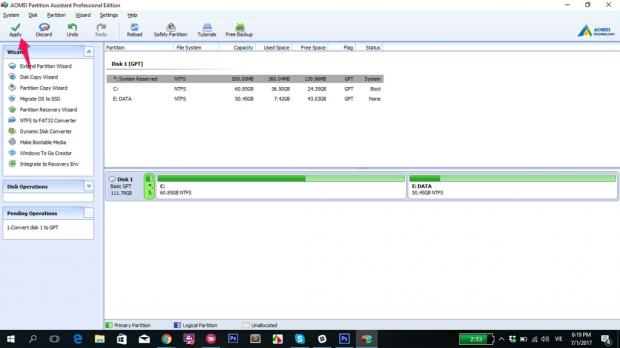 AOMEI Partition Assistant Professional Edition
System Disk Partition Wizard Settings Help
Apply Discard Undo Redo Reload Safely Partition Tutorials Free Backup
AOMEI
TECHNOLOGY
Wizards
Extend Partition Wizard
Disk Copy Wizard
Partition Copy Wizard
Migrate OS to SSD
Partition Recovery Wizard
NTFS to FAT32 Converter
Dynamic Disk Converter
Make Bootable Media
Windows To Go Creator
Integrate to Recovery Env
Disk Operations
Pending Operations
1.Convert disk 1 to GPT
Partition File System Capacity Used Space Free Space Flag Status
Disk 1 (GPT)
*: System Reserved NTFS 500.00MB 360.04MB 139.96MB GPT System
C: NTFS 60.85GB 36.50GB 24.35GB GPT Boot
E: DATA NTFS 50.45GB 7.42GB 43.03GB GPT None
Disk 1
Basic GPT
111.79GB
*:
5.
C:
60.85GB NTFS
E: DATA
50.45GB NTFS
Primary Partition Logical Partition Unallocated
2:53
VIE
6:19 PM
7/1/2017